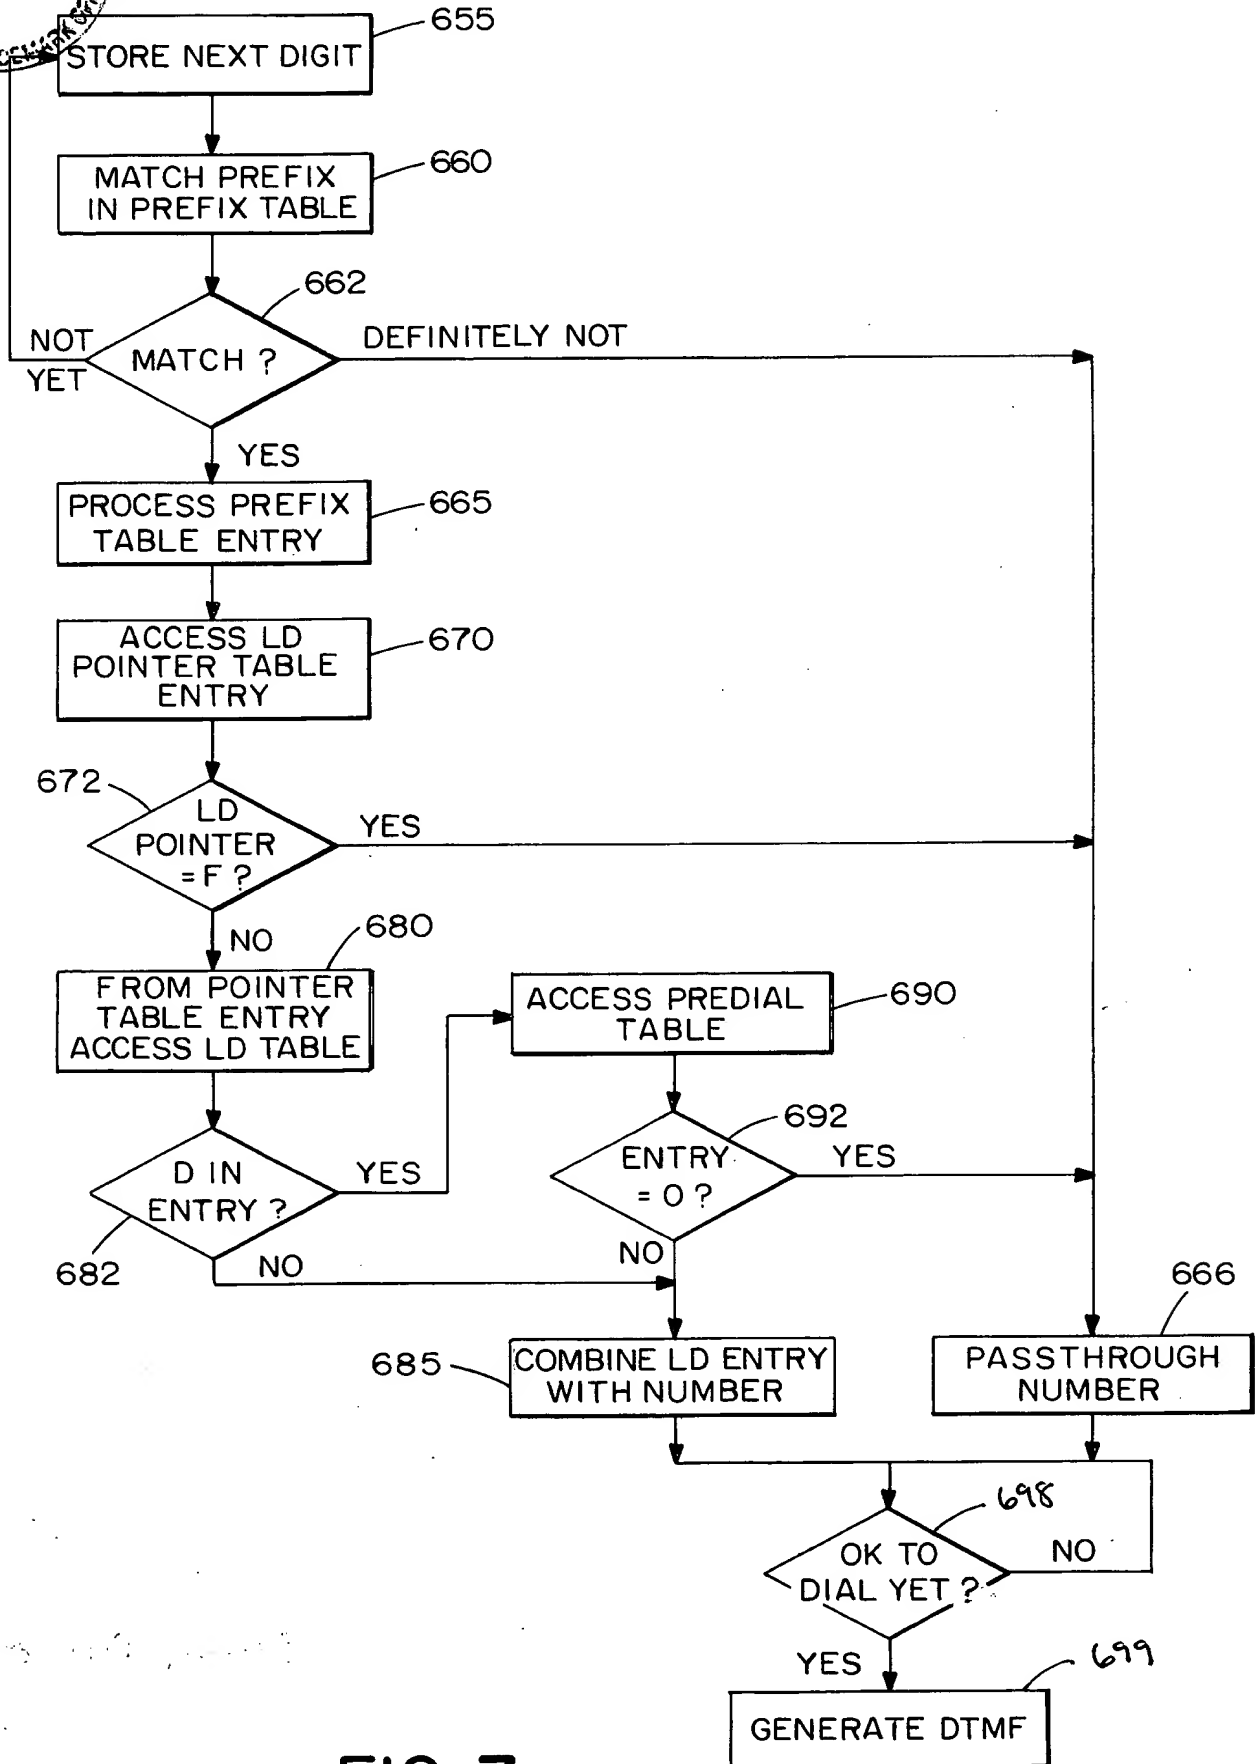 655
STORE NEXT DIGIT
660
MATCH PREFIX
IN PREFIX TABLE
662
NOT
YET
MATCH ?
DEFINITELY NOT
YES
PROCESS PREFIX
TABLE ENTRY
665
ACCESS LD
POINTER TABLE
ENTRY
670
672
LD
POINTER
= F ?
YES
NO
680
FROM POINTER
TABLE ENTRY
ACCESS LD TABLE
ACCESS PREDIAL
TABLE
690
692
D IN
ENTRY ?
YES
ENTRY
= 0 ?
YES
682
NO
NO
666
685
COMBINE LD ENTRY
WITH NUMBER
PASSTHROUGH
NUMBER
698
OK TO
DIAL YET ?
NO
YES
699
GENERATE DTMF